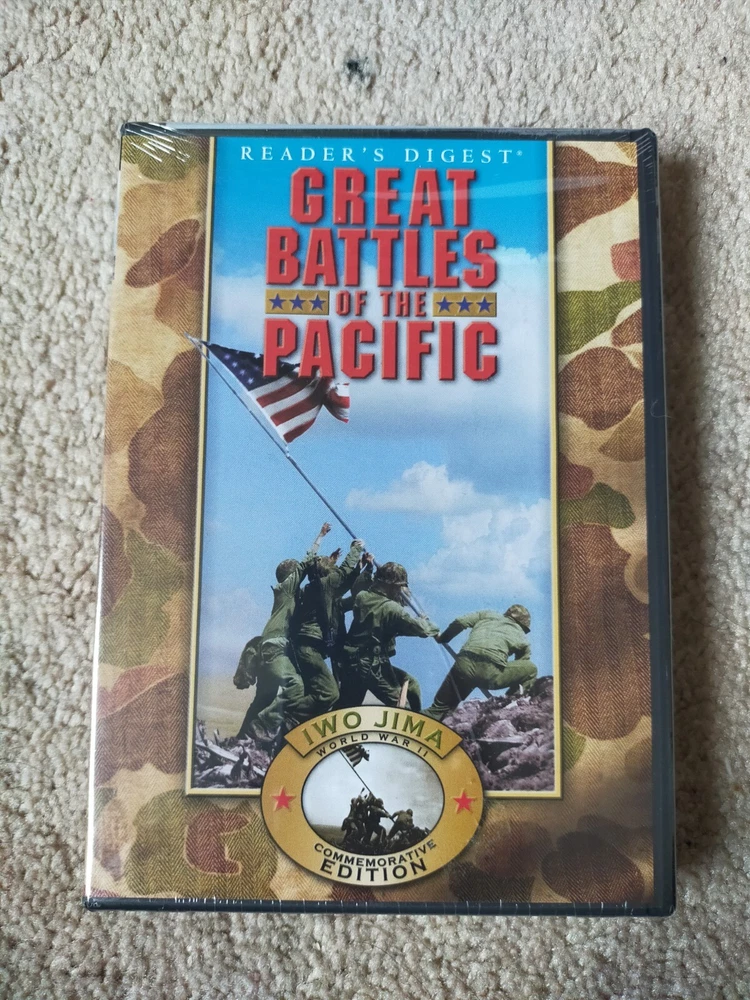 READER'S DIGEST®
GREAT
BATTLES
OF THE
PACIFIC
IWO JIMA
WORLD WAR II
COMMEMORATIVE
EDITION